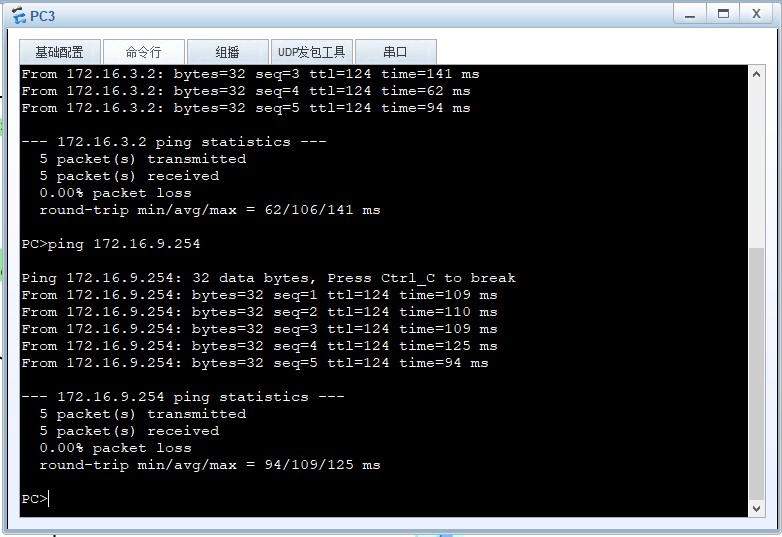 PC3
基础配置 命令行 组播 UDP发包工具 串口
From 172.16.3.2: bytes=32 seq=3 ttl=124 time=141 ms
From 172.16.3.2: bytes=32 seq=4 ttl=124 time=62 ms
From 172.16.3.2: bytes=32 seq=5 ttl=124 time=94 ms
--- 172.16.3.2 ping statistics ---
5 packet(s) transmitted
5 packet(s) received
0.00% packet loss
round-trip min/avg/max = 62/106/141 ms
PC>ping 172.16.9.254
Ping 172.16.9.254: 32 data bytes, Press Ctrl_C to break
From 172.16.9.254: bytes=32 seq=1 ttl=124 time=109 ms
From 172.16.9.254: bytes=32 seq=2 ttl=124 time=110 ms
From 172.16.9.254: bytes=32 seq=3 ttl=124 time=109 ms
From 172.16.9.254: bytes=32 seq=4 ttl=124 time=125 ms
From 172.16.9.254: bytes=32 seq=5 ttl=124 time=94 ms
--- 172.16.9.254 ping statistics ---
5 packet(s) transmitted
5 packet(s) received
0.00% packet loss
round-trip min/avg/max = 94/109/125 ms
PC>